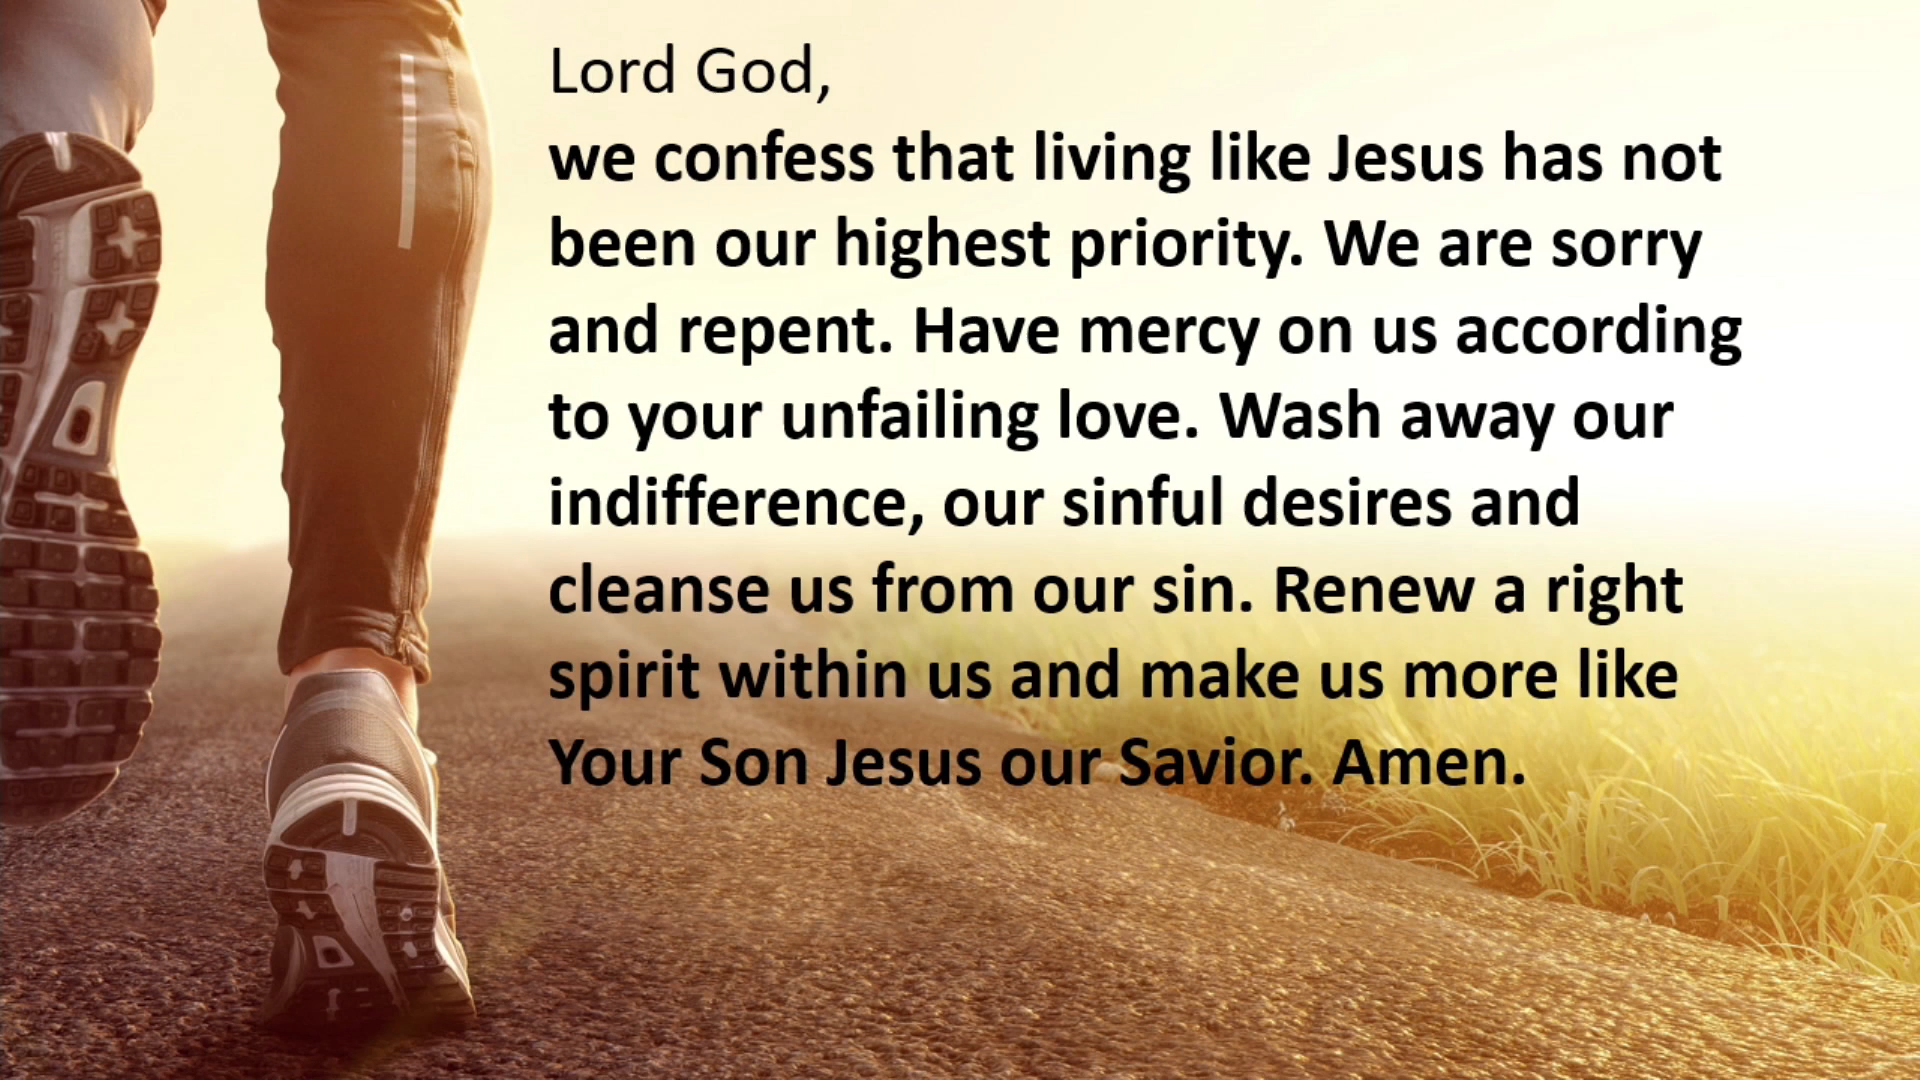 Lord God,
we confess that living like Jesus has not
been our highest priority. We are sorry
and repent. Have mercy on us according
to your unfailing love. Wash away our
indifference, our sinful desires and
cleanse us from our sin. Renew a right
spirit within us and make us more like
Your Son Jesus our Savior. Amen.